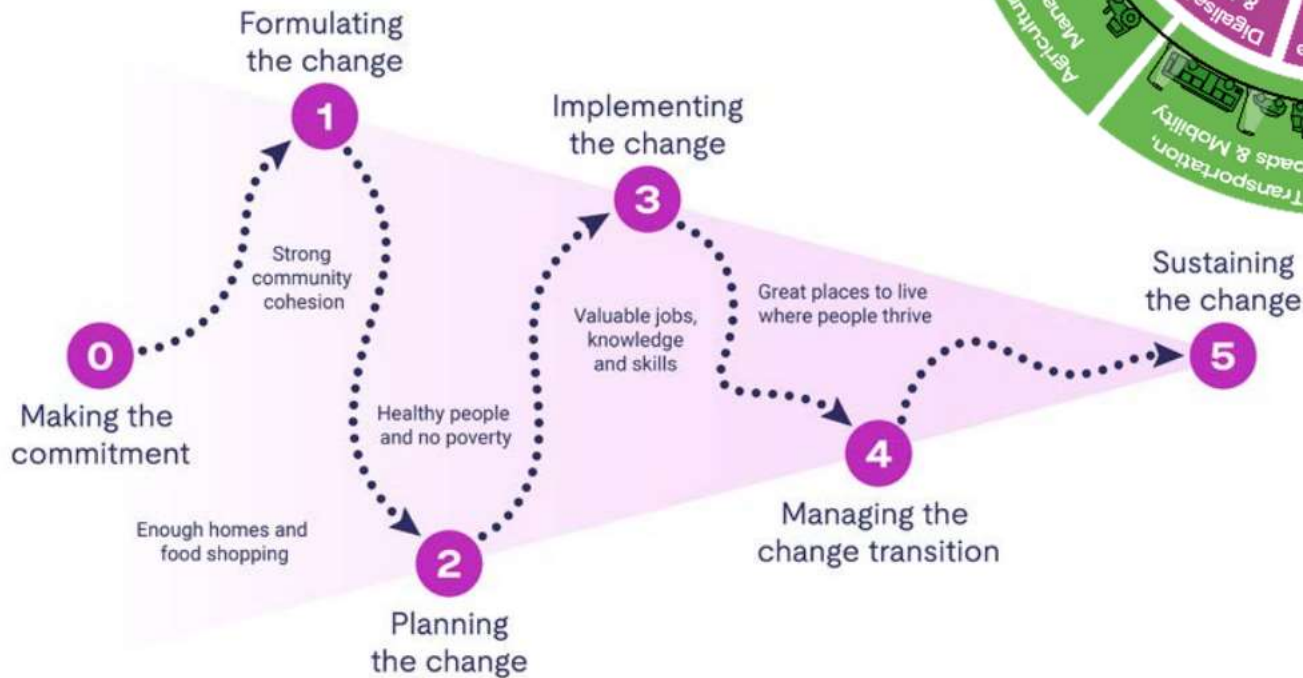 Formulating
the change
1
Implementing
the change
3
Strong
community
cohesion
Great places to live
where people thrive
Valuable jobs,
knowledge
and skills
Sustaining
the change
5
0
Making the
commitment
Healthy people
and no poverty
4
Managing the
change transition
Enough homes and
food shopping
2
Planning
the change
Transportation,
& Mobility
&